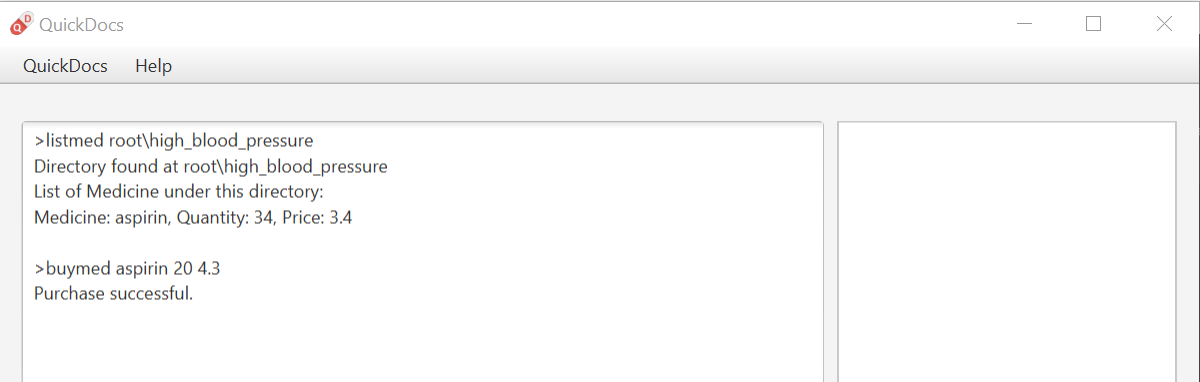 QD QuickDocs
QuickDocs Help
>listmed root\high_blood_pressure
Directory found at root\high_blood_pressure
List of Medicine under this directory:
Medicine: aspirin, Quantity: 34, Price: 3.4
>buymed aspirin 20 4.3
Purchase successful.